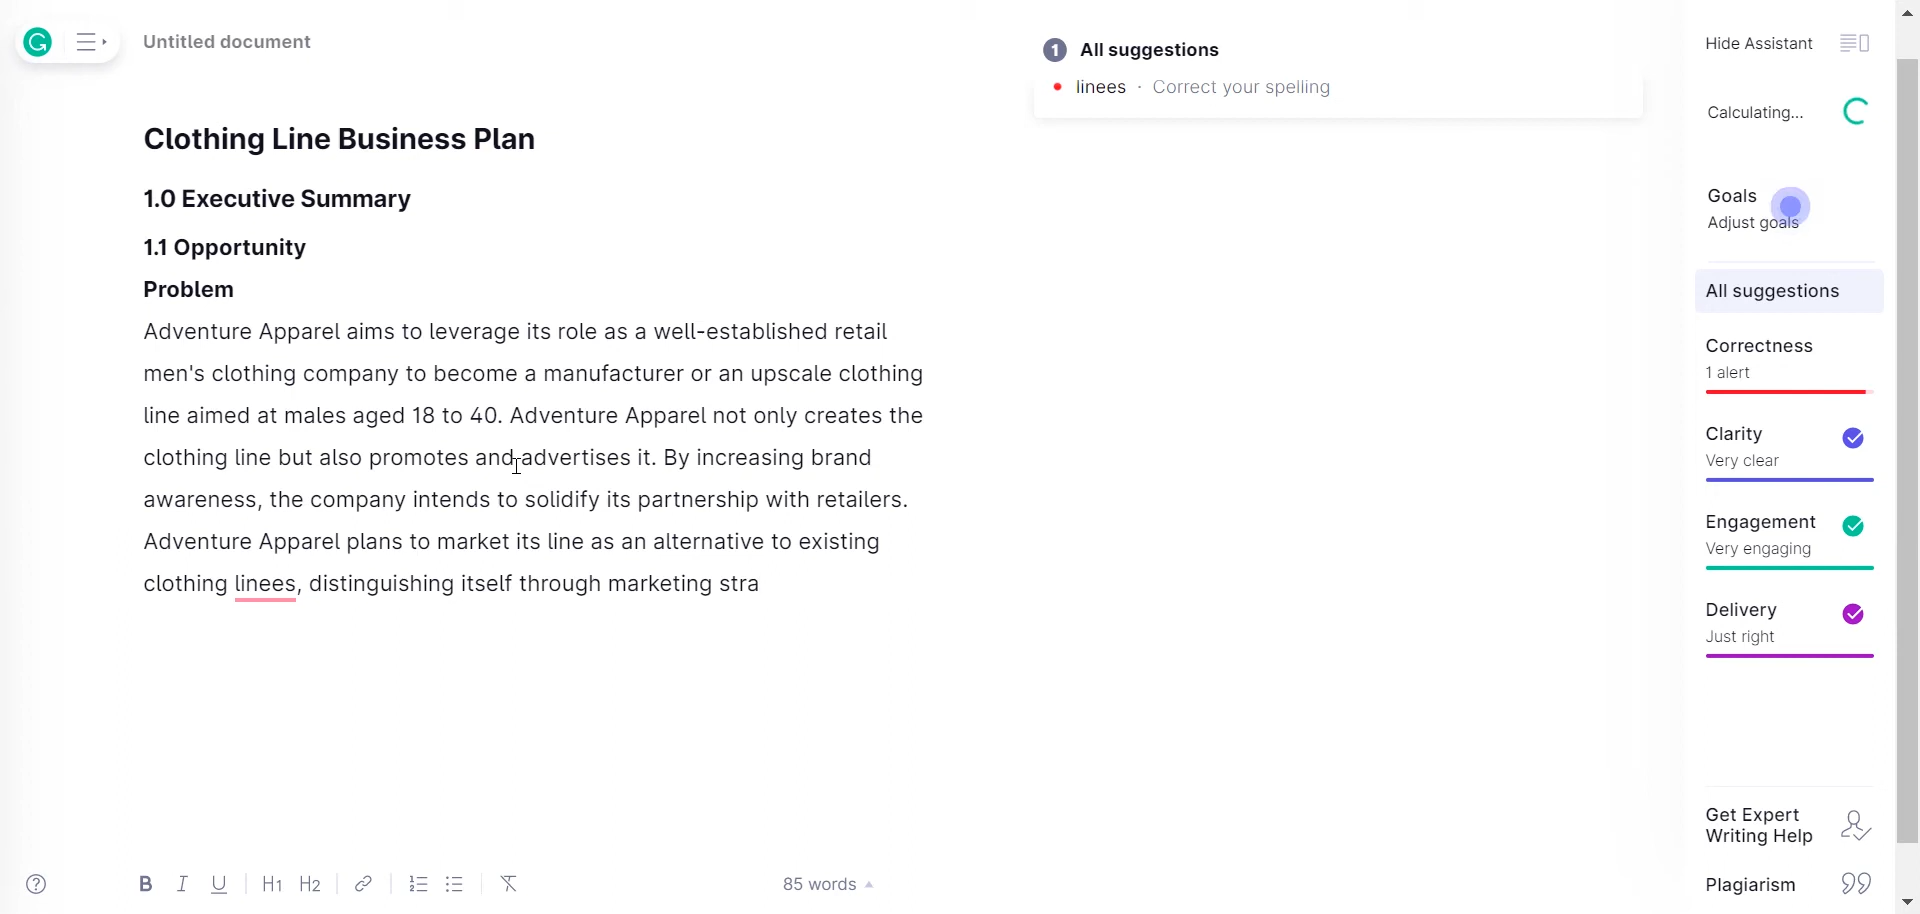 Untitled document
Clothing Line Business Plan
1.0 Executive Summary
1.1 Opportunity
Problem
Adventure Apparel aims to leverage its role as a well-established retail
men's clothing company to become a manufacturer or an upscale clothing
line aimed at males aged 18 to 40. Adventure Apparel not only creates the
clothing line but also promotes and advertises it. By increasing brand
awareness, the company intends to solidify its partnership with retailers.
Adventure Apparel plans to market its line as an alternative to existing
clothing linees, distinguishing itself through marketing stra
B I U H1 H2
85 words
1 All suggestions
linees · Correct your spelling
Hide Assistant
Calculating...
Goals
Adjust goals
All suggestions
Correctness
1 alert
Clarity
Very clear
Engagement
Very engaging
Delivery
Just right
Get Expert
Writing Help
Plagiarism